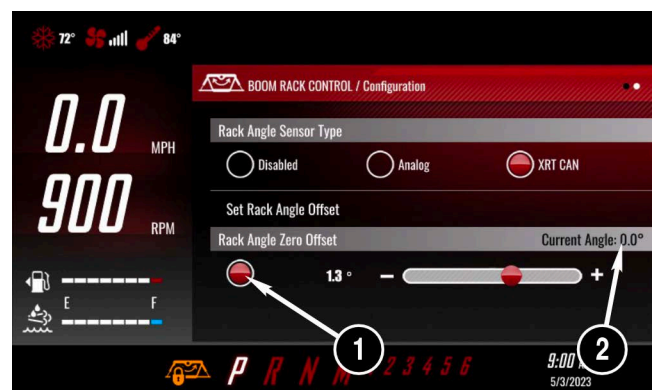 72° 84°
BOOM RACK CONTROL / Configuration
0.0 MPH
Rack Angle Sensor Type
Disabled Analog XRT CAN
900 RPM
Set Rack Angle Offset
Rack Angle Zero Offset Current Angle: 0.0°
1.3 ° − +
E F
1 2
P R N 2 3 4 5 6 9:00
5/3/2023